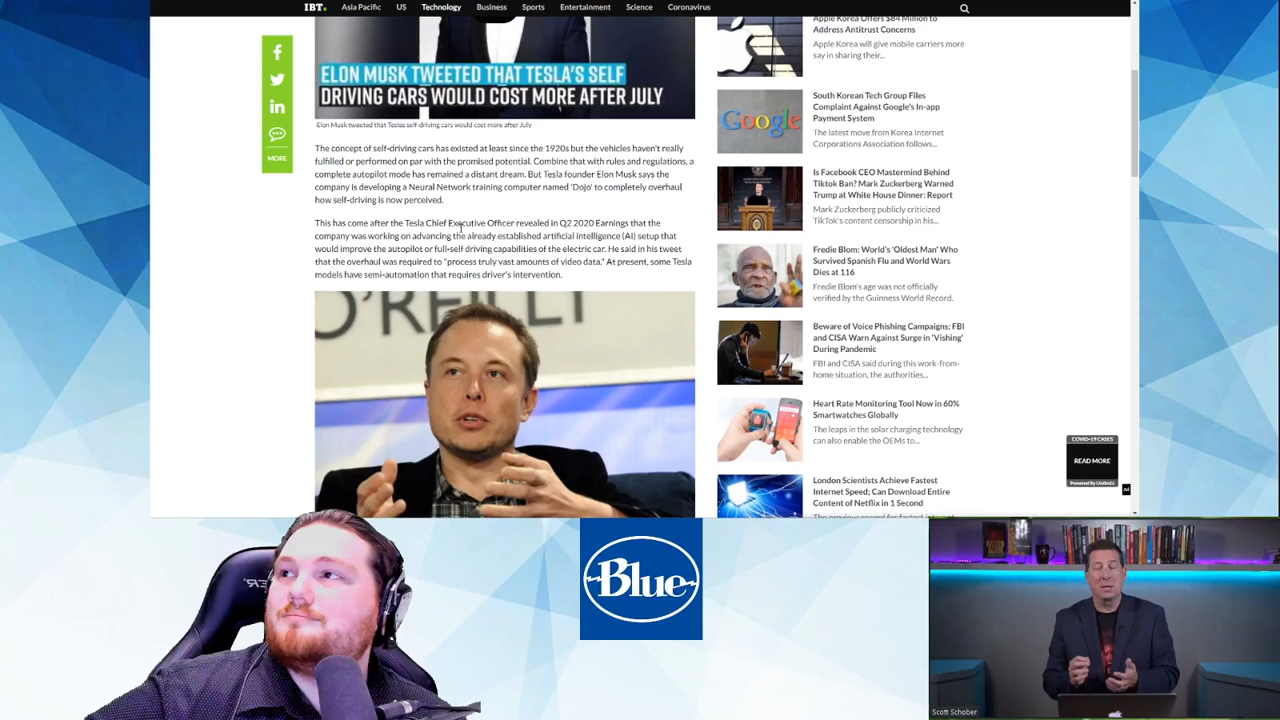 IBT.
Asia Pacific
US
Technology
Business
Sports
Entertainment
Science
Coronavirus
ELON MUSK TWEETED THAT TESLA'S SELF
DRIVING CARS WOULD COST MORE AFTER JULY
MORE
Elon Musk tweeted that Teslas self-driving cars would cost more after July
The concept of self-driving cars has existed at least since the 1920s but the vehicles haven't really
fulfilled or performed on par with the promised potential. Combine that with rules and regulations, a
complete autopilot mode has remained a distant dream. But Tesla founder Elon Musk says the
company is developing a Neural Network training computer named 'Dojo' to completely overhaul
how self-driving is now perceived.
This has come after the Tesla Chief Executive Officer revealed in Q2 2020 Earnings that the
company was working on advancing the already established artificial intelligence (AI) setup that
would improve the autopilot or full-self driving capabilities of the electric car. He said in his tweet
that the overhaul was required to "process truly vast amounts of video data." At present, some Tesla
models have semi-automation that requires driver's intervention.
O'REILLY
Apple Korea Offers $84 Million to
Address Antitrust Concerns
Apple Korea will give mobile carriers more
say in sharing their...
Google
South Korean Tech Group Files
Complaint Against Google's In-app
Payment System
The latest move from Korea Internet
Corporations Association follows...
Is Facebook CEO Mastermind Behind
Tiktok Ban? Mark Zuckerberg Warned
Trump at White House Dinner: Report
Mark Zuckerberg publicly criticized
TikTok's content censorship in his...
Fredie Blom: World's 'Oldest Man' Who
Survived Spanish Flu and World Wars
Dies at 116
Fredie Blom's age was not officially
verified by the Guinness World Record.
Beware of Voice Phishing Campaigns; FBI
and CISA Warn Against Surge in 'Vishing'
During Pandemic
FBI and CISA said during this work-from-
home situation, the authorities...
Heart Rate Monitoring Tool Now in 60%
Smartwatches Globally
The leaps in the solar charging technology
can also enable the OEMs to...
London Scientists Achieve Fastest
Internet Speed; Can Download Entire
Content of Netflix in 1 Second
COVID-19 CASES
READ MORE
Powered By Unibots
Ad
Blue
Scott Schober